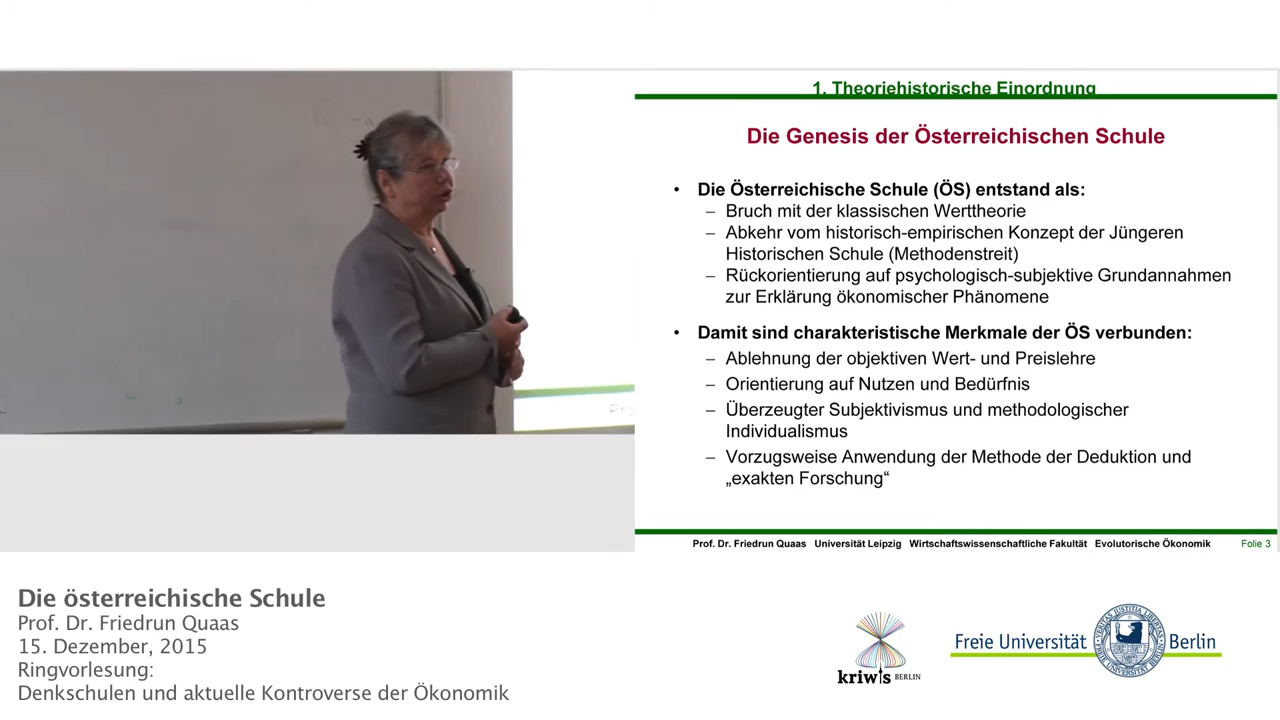 1. Theoriehistorische Einordnung
Die Genesis der Österreichischen Schule
• Die Österreichische Schule (ÖS) entstand als:
– Bruch mit der klassischen Werttheorie
– Abkehr vom historisch-empirischen Konzept der Jüngeren
Historischen Schule (Methodenstreit)
– Rückorientierung auf psychologisch-subjektive Grundannahmen
zur Erklärung ökonomischer Phänomene
• Damit sind charakteristische Merkmale der ÖS verbunden:
– Ablehnung der objektiven Wert- und Preislehre
– Orientierung auf Nutzen und Bedürfnis
– Überzeugter Subjektivismus und methodologischer
Individualismus
– Vorzugsweise Anwendung der Methode der Deduktion und
„exakten Forschung“
Prof. Dr. Friedrun Quaas Universität Leipzig Wirtschaftswissenschaftliche Fakultät Evolutorische Ökonomik Folie 3
Die österreichische Schule
Prof. Dr. Friedrun Quaas
15. Dezember, 2015
Ringvorlesung:
Denkschulen und aktuelle Kontroverse der Ökonomik
kriwis BERLIN
Freie Universität Berlin